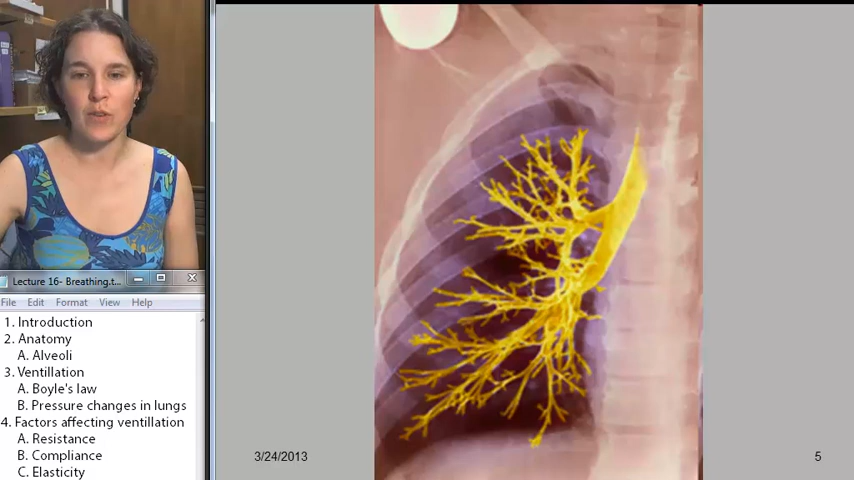 Lecture 16- Breathing.t...
File Edit Format View Help
1. Introduction
2. Anatomy
A. Alveoli
3. Ventillation
A. Boyle's law
B. Pressure changes in lungs
4. Factors affecting ventillation
A. Resistance
B. Compliance
C. Elasticity
3/24/2013
5